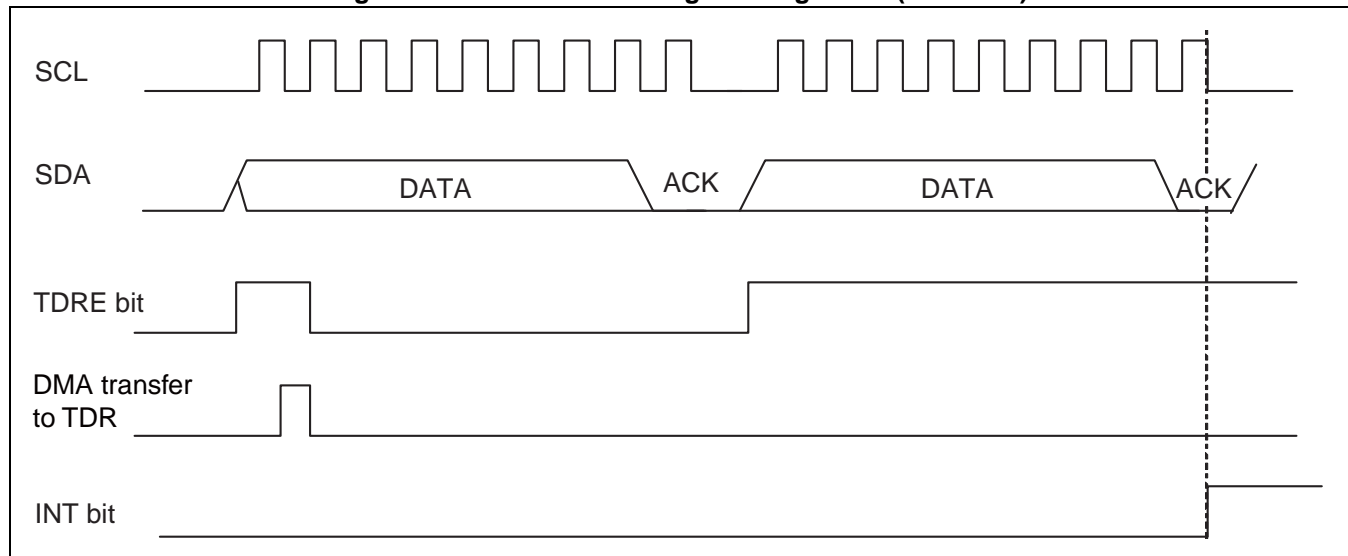 SCL
SDA
DATA
ACK
DATA
ACK
TDRE bit
DMA transfer
to TDR
INT bit